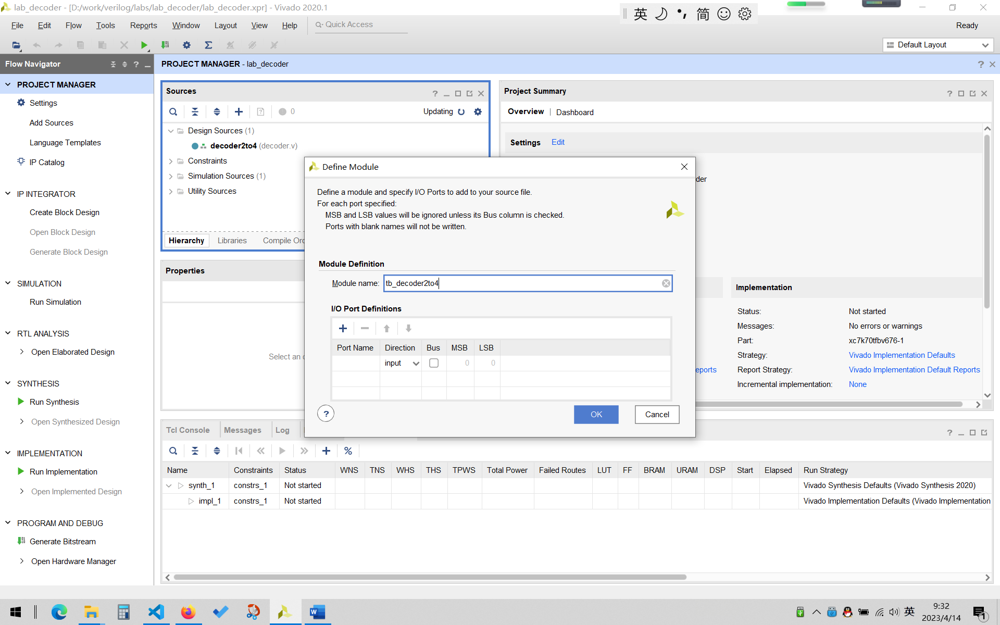 lab_decoder - [D:/work/verilog/labs/lab_decoder/lab_decoder.xpr] - Vivado 2020.1
英 简
File Edit Flow Tools Reports Window Layout View Help Quick Access
Ready
Default Layout
Flow Navigator
PROJECT MANAGER
Settings
Add Sources
Language Templates
IP Catalog
IP INTEGRATOR
Create Block Design
Open Block Design
Generate Block Design
SIMULATION
Run Simulation
RTL ANALYSIS
Open Elaborated Design
SYNTHESIS
Run Synthesis
Open Synthesized Design
IMPLEMENTATION
Run Implementation
Open Implemented Design
PROGRAM AND DEBUG
Generate Bitstream
Open Hardware Manager
PROJECT MANAGER - lab_decoder
Sources
0
Updating
Design Sources (1)
decoder2to4 (decoder.v)
Constraints
Simulation Sources (1)
Utility Sources
Hierarchy Libraries Compile Ord
Properties
Select an o
Project Summary
Overview | Dashboard
Settings Edit
der
eports
Implementation
Status: Not started
Messages: No errors or warnings
Part: xc7k70tfbv676-1
Strategy: Vivado Implementation Defaults
Report Strategy: Vivado Implementation Default Reports
Incremental implementation: None
Define Module
Define a module and specify I/O Ports to add to your source file.
For each port specified:
MSB and LSB values will be ignored unless its Bus column is checked.
Ports with blank names will not be written.
Module Definition
Module name: tb_decoder2to4
I/O Port Definitions
Port Name Direction Bus MSB LSB
input 0 0
OK Cancel
Tcl Console Messages Log
Name Constraints Status WNS TNS WHS THS TPWS Total Power Failed Routes LUT FF BRAM URAM DSP Start Elapsed Run Strategy
synth_1 constrs_1 Not started Vivado Synthesis Defaults (Vivado Synthesis 2020)
impl_1 constrs_1 Not started Vivado Implementation Defaults (Vivado Implementation
英
9:32
2023/4/14
1